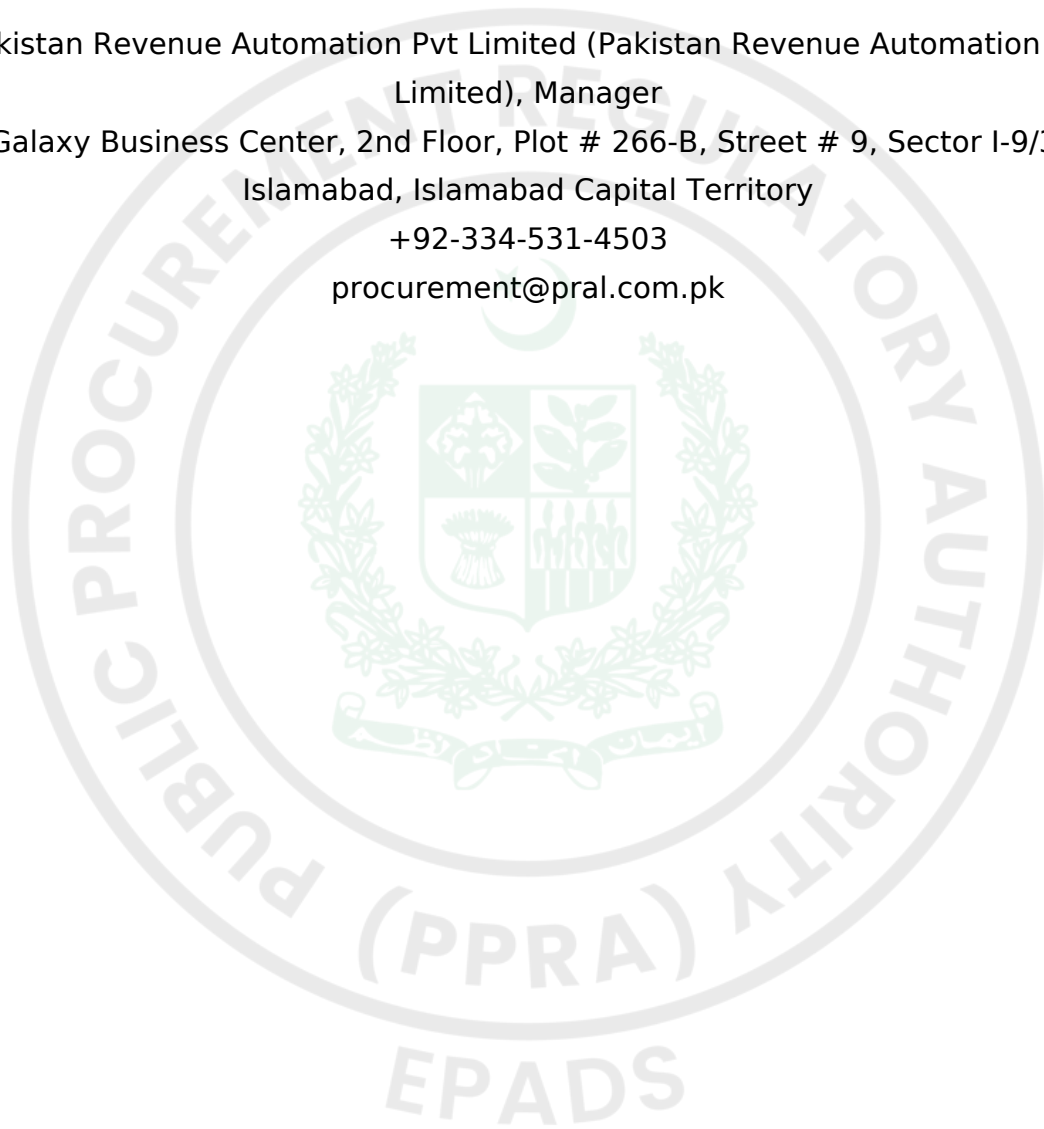 kistan Revenue Automation Pvt Limited (Pakistan Revenue Automation
Limited), Manager
Galaxy Business Center, 2nd Floor, Plot # 266-B, Street # 9, Sector I-9/3
Islamabad, Islamabad Capital Territory
+92-334-531-4503
procurement@pral.com.pk
PUBLIC PROCUREMENT REGULATORY AUTHORITY
(PPRA)
EPADS